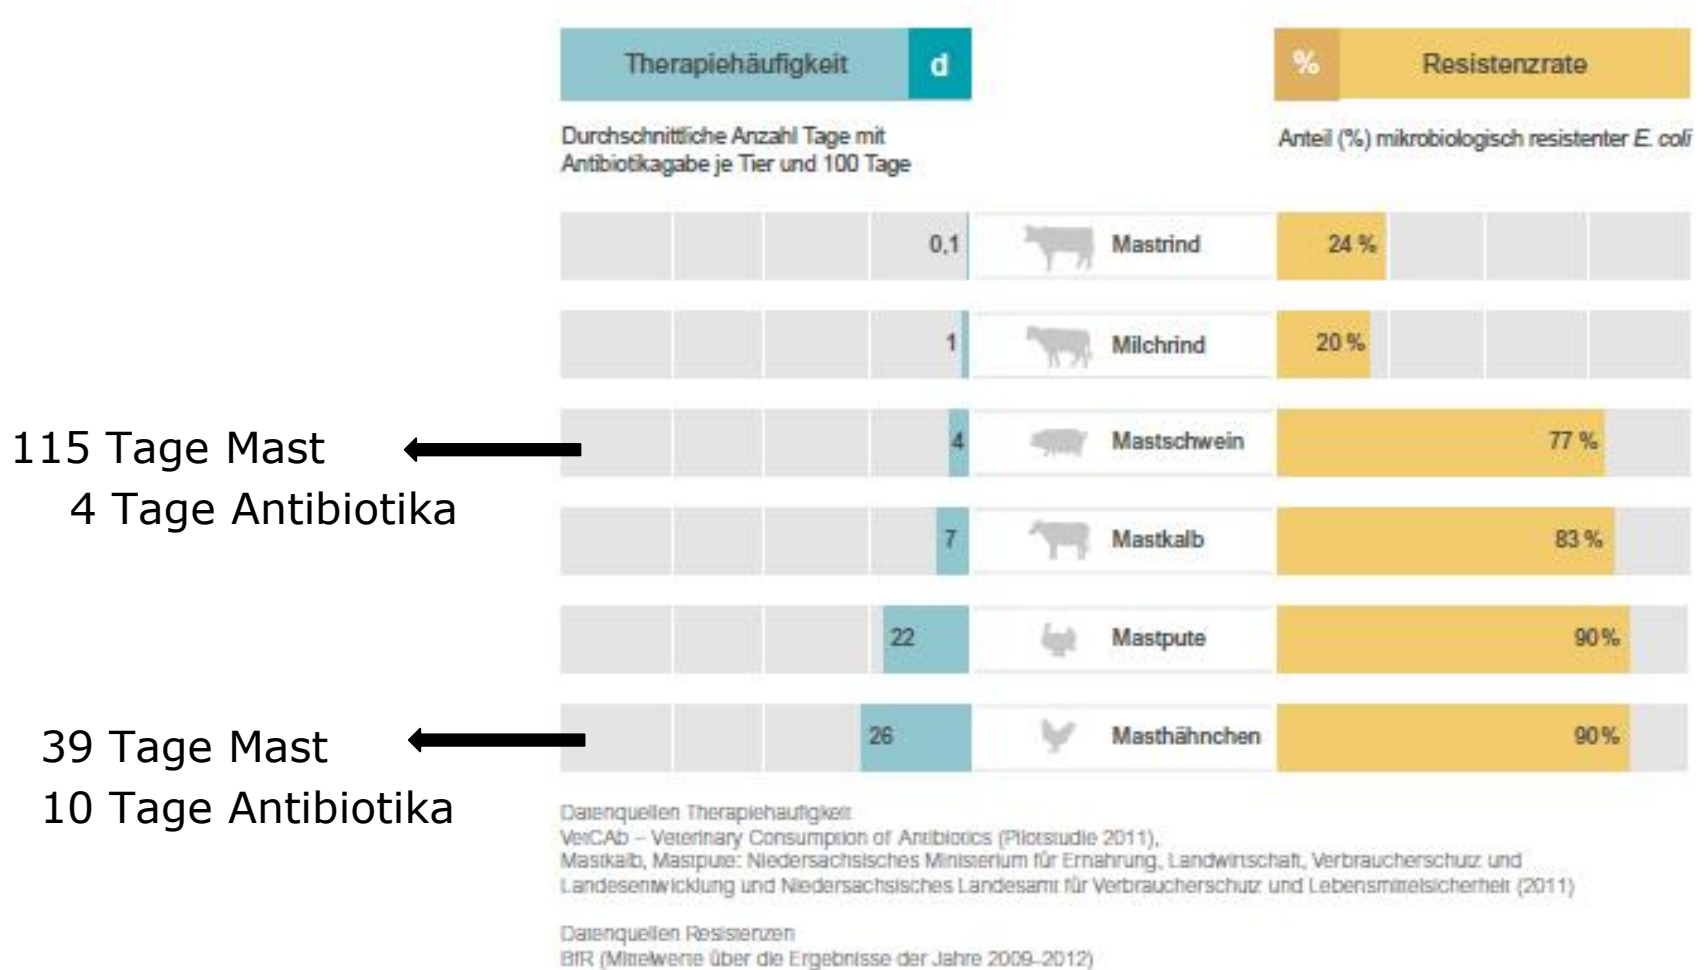 Therapiehäufigkeit d
% Resistenzrate
Durchschnittliche Anzahl Tage mit
Antibiotikagabe je Tier und 100 Tage
Anteil (%) mikrobiologisch resistenter E. coli
0,1 Mastrind 24 %
1 Milchrind 20 %
115 Tage Mast
4 Tage Antibiotika
4 Mastschwein 77 %
7 Mastkalb 83 %
22 Mastpute 90 %
39 Tage Mast
10 Tage Antibiotika
26 Masthähnchen 90 %
Datenquellen Therapiehäufigkeit
VetCAb – Veterinary Consumption of Antibiotics (Pilotstudie 2011),
Mastkalb, Mastpute: Niedersächsisches Ministerium für Ernährung, Landwirtschaft, Verbraucherschutz und
Landesentwicklung und Niedersächsisches Landesamt für Verbraucherschutz und Lebensmittelsicherheit (2011)
Datenquellen Resistenzen
BfR (Mittelwerte über die Ergebnisse der Jahre 2009–2012)